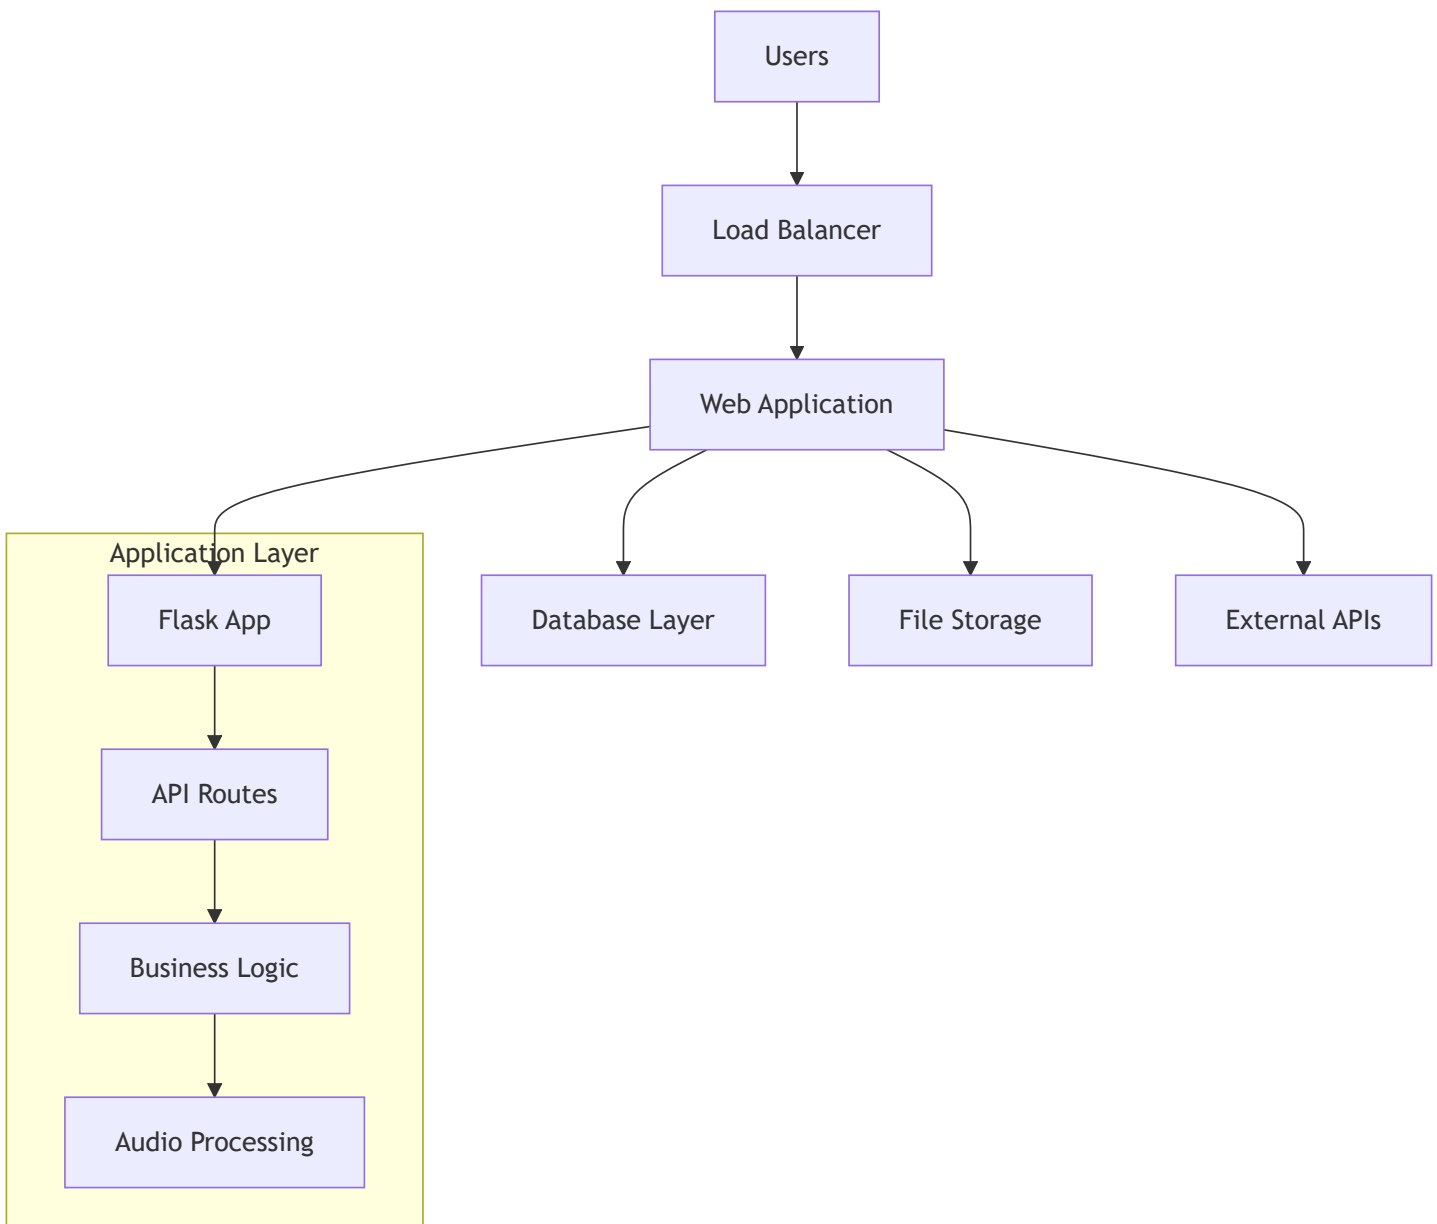 Users
Load Balancer
Web Application
Application Layer
Flask App
Database Layer
File Storage
External APIs
API Routes
Business Logic
Audio Processing